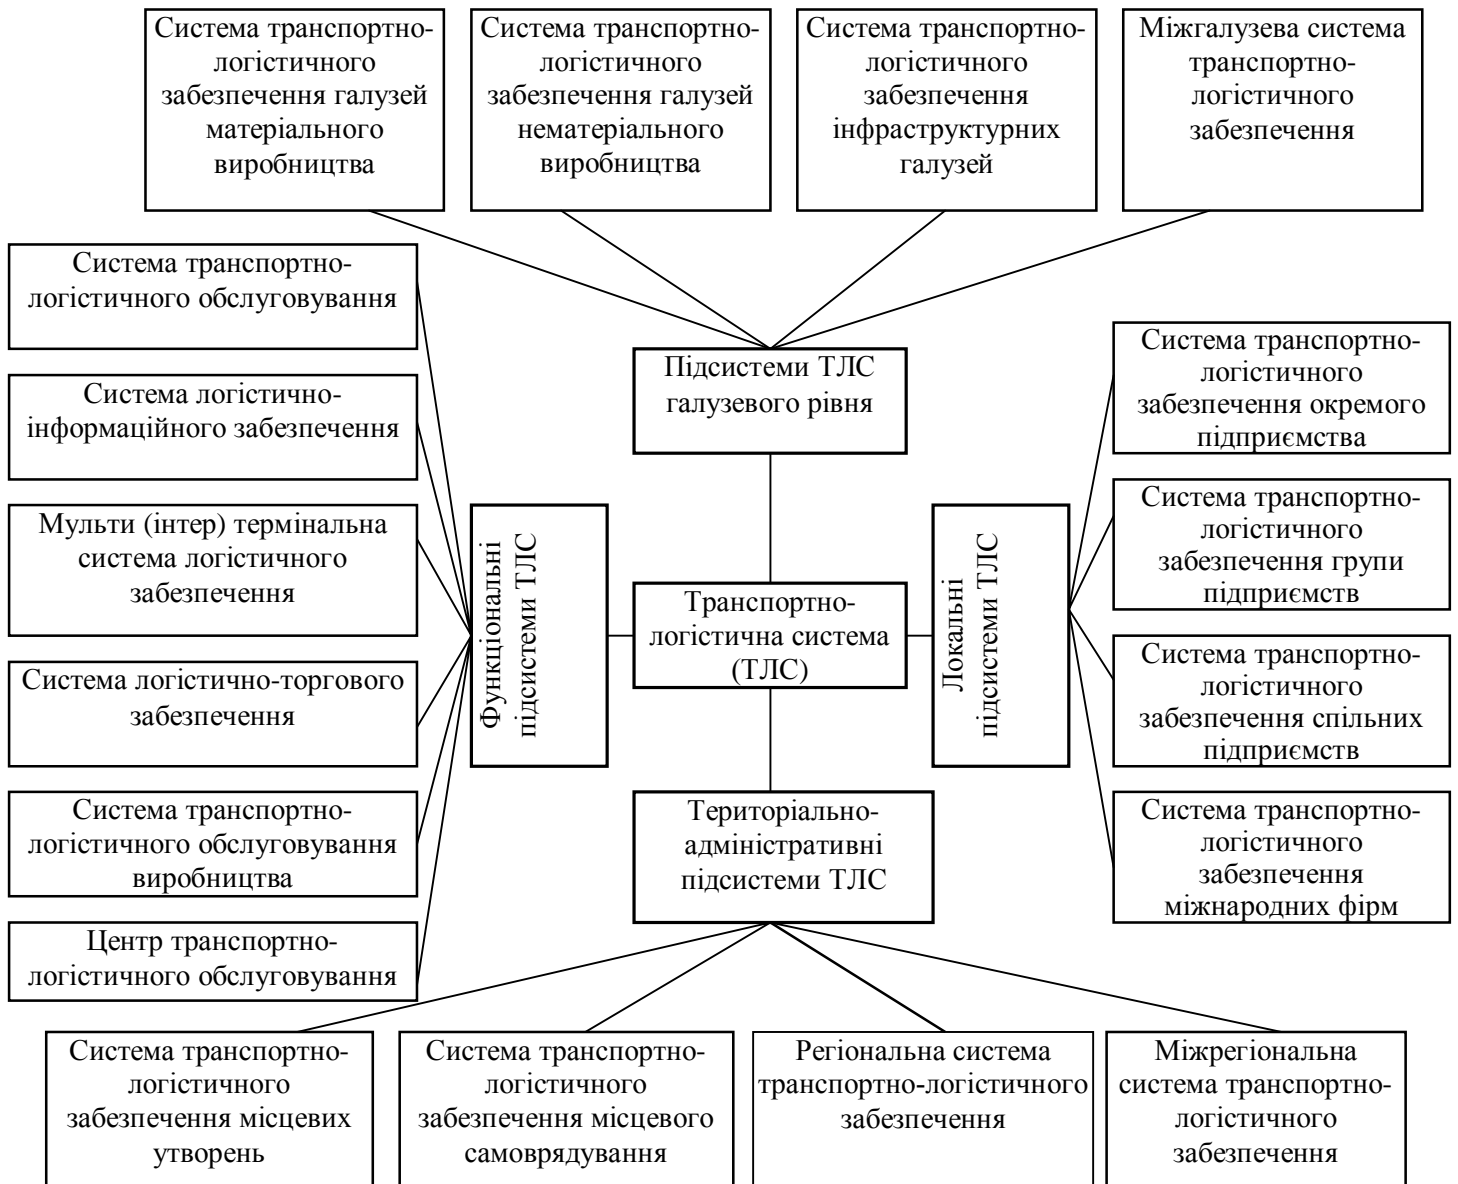 Система транспортно-
логістичного
забезпечення галузей
матеріального
виробництва
Система транспортно-
логістичного
забезпечення галузей
нематеріального
виробництва
Система транспортно-
логістичного
забезпечення
інфраструктурних
галузей
Міжгалузева система
транспортно-
логістичного
забезпечення
Система транспортно-
логістичного обслуговування
Система логістично-
інформаційного забезпечення
Мульти (інтер) термінальна
система логістичного
забезпечення
Система логістично-торгового
забезпечення
Система транспортно-
логістичного обслуговування
виробництва
Центр транспортно-
логістичного обслуговування
Функціональні
підсистеми ТЛС
Підсистеми ТЛС
галузевого рівня
Транспортно-
логістична система
(ТЛС)
Територіально-
адміністративні
підсистеми ТЛС
Локальні
підсистеми ТЛС
Система транспортно-
логістичного
забезпечення окремого
підприємства
Система транспортно-
логістичного
забезпечення групи
підприємств
Система транспортно-
логістичного
забезпечення спільних
підприємств
Система транспортно-
логістичного
забезпечення
міжнародних фірм
Система транспортно-
логістичного
забезпечення місцевих
утворень
Система транспортно-
логістичного
забезпечення місцевого
самоврядування
Регіональна система
транспортно-логістичного
забезпечення
Міжрегіональна
система транспортно-
логістичного
забезпечення